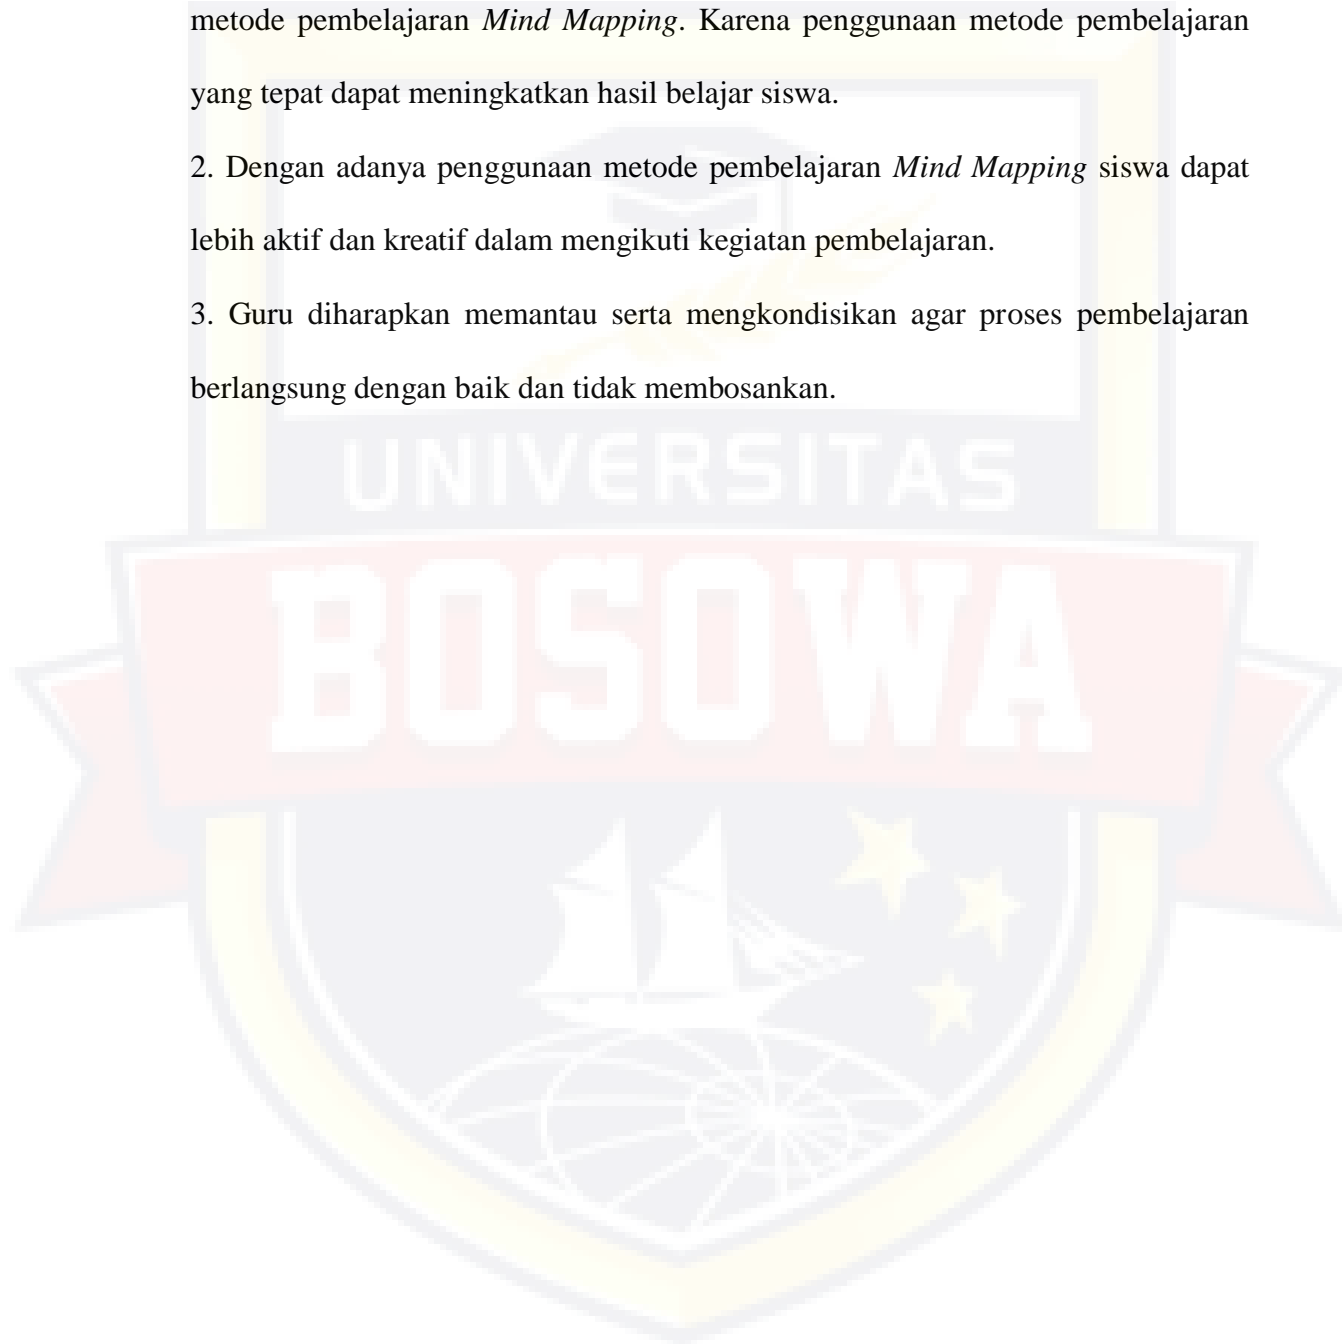 metode pembelajaran Mind Mapping. Karena penggunaan metode pembelajaran
yang tepat dapat meningkatkan hasil belajar siswa.
2. Dengan adanya penggunaan metode pembelajaran Mind Mapping siswa dapat
lebih aktif dan kreatif dalam mengikuti kegiatan pembelajaran.
3. Guru diharapkan memantau serta mengkondisikan agar proses pembelajaran
berlangsung dengan baik dan tidak membosankan.
UNIVERSITAS
BOSOWA